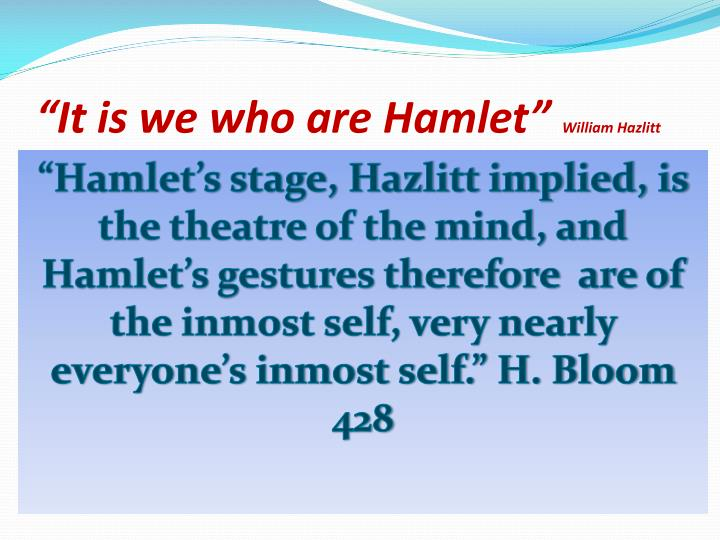 “It is we who are Hamlet” William Hazlitt
“Hamlet’s stage, Hazlitt implied, is
the theatre of the mind, and
Hamlet’s gestures therefore  are of
the inmost self, very nearly
everyone’s inmost self.” H. Bloom
428